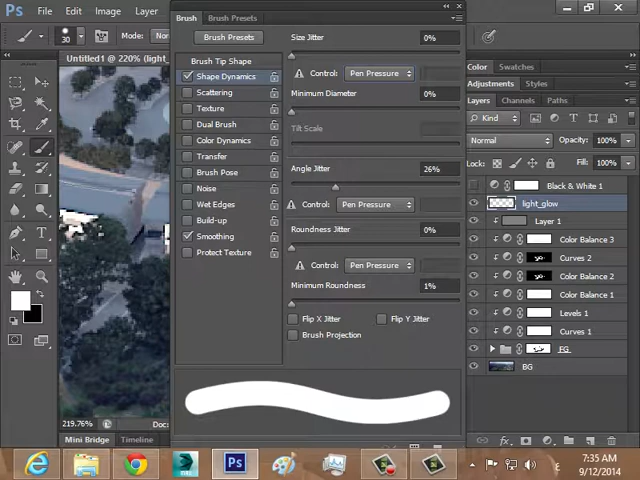 Ps File Edit Image Layer
30 Mode: No
Untitled1 @ 220% (light_
Brush Brush Presets
Brush Presets
Brush Tip Shape
Shape Dynamics
Scattering
Texture
Dual Brush
Color Dynamics
Transfer
Brush Pose
Noise
Wet Edges
Build-up
Smoothing
Protect Texture
Size Jitter 0%
Control: Pen Pressure
Minimum Diameter 0%
Tilt Scale
Angle Jitter 26%
Control: Pen Pressure
Roundness Jitter 0%
Control: Pen Pressure
Minimum Roundness 1%
Flip X Jitter Flip Y Jitter
Brush Projection
Color Swatches
Adjustments Styles
Layers Channels Paths
Kind
Normal Opacity: 100%
Lock: Fill: 100%
Black & White 1
light_glow
Layer 1
Color Balance 3
Curves 2
Color Balance 2
Color Balance 1
Levels 1
Curves 1
FG
BG
fx
219.76% Doc:
Mini Bridge Timeline
Ps
7:35 AM
9/12/2014